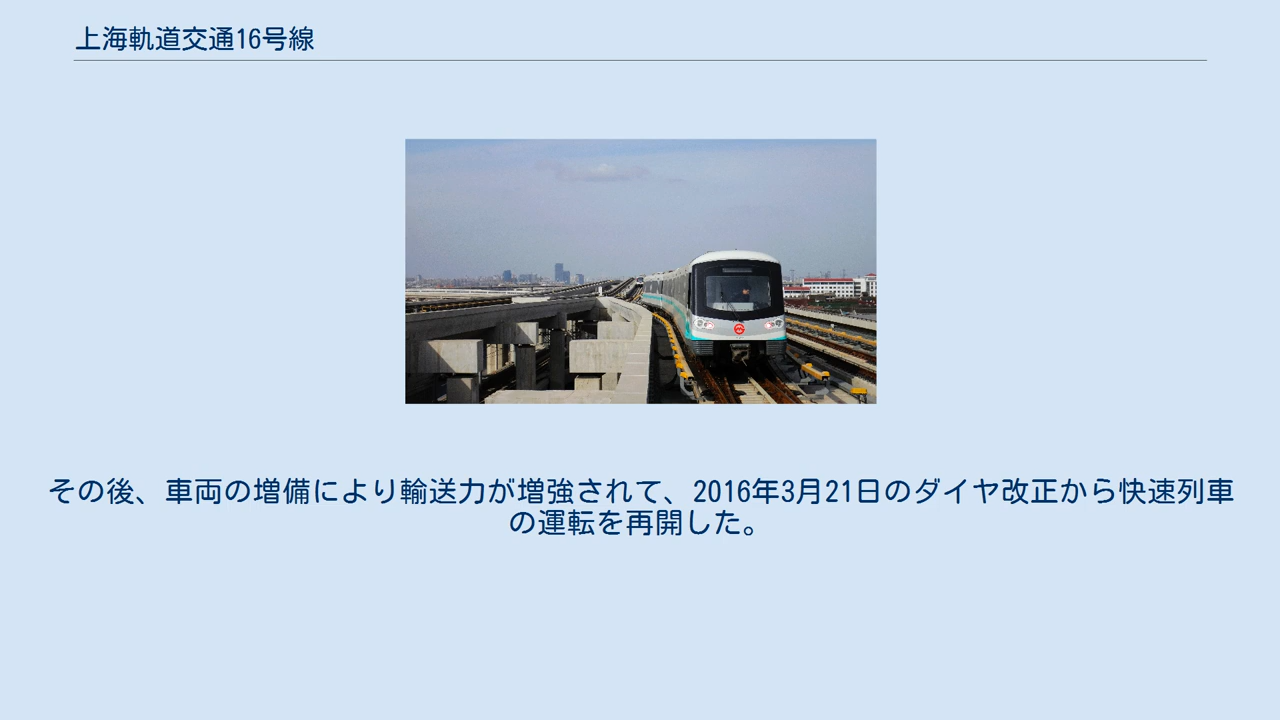 上海軌道交通16号線
その後、車両の増備により輸送力が増強されて、2016年3月21日のダイヤ改正から快速列車
の運転を再開した。